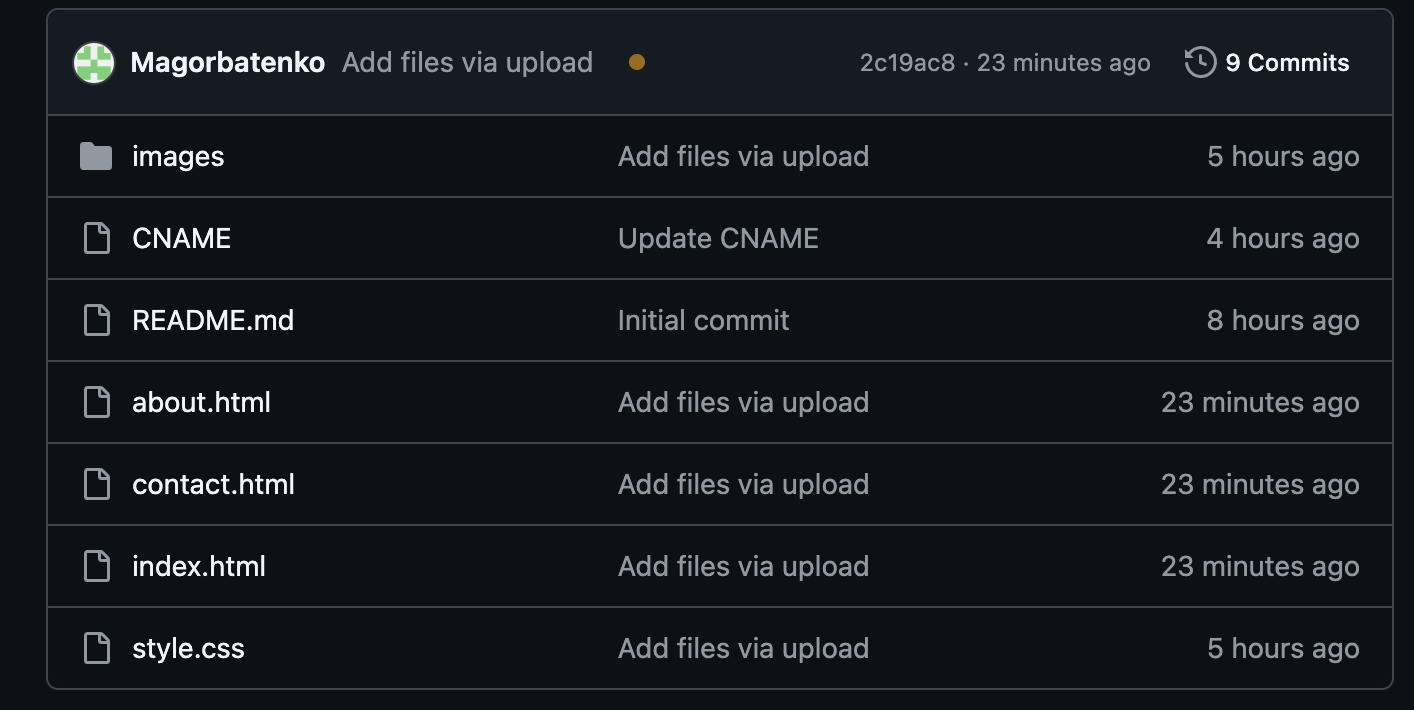 Magorbatenko Add files via upload 2c19ac8 · 23 minutes ago 9 Commits
images Add files via upload 5 hours ago
CNAME Update CNAME 4 hours ago
README.md Initial commit 8 hours ago
about.html Add files via upload 23 minutes ago
contact.html Add files via upload 23 minutes ago
index.html Add files via upload 23 minutes ago
style.css Add files via upload 5 hours ago